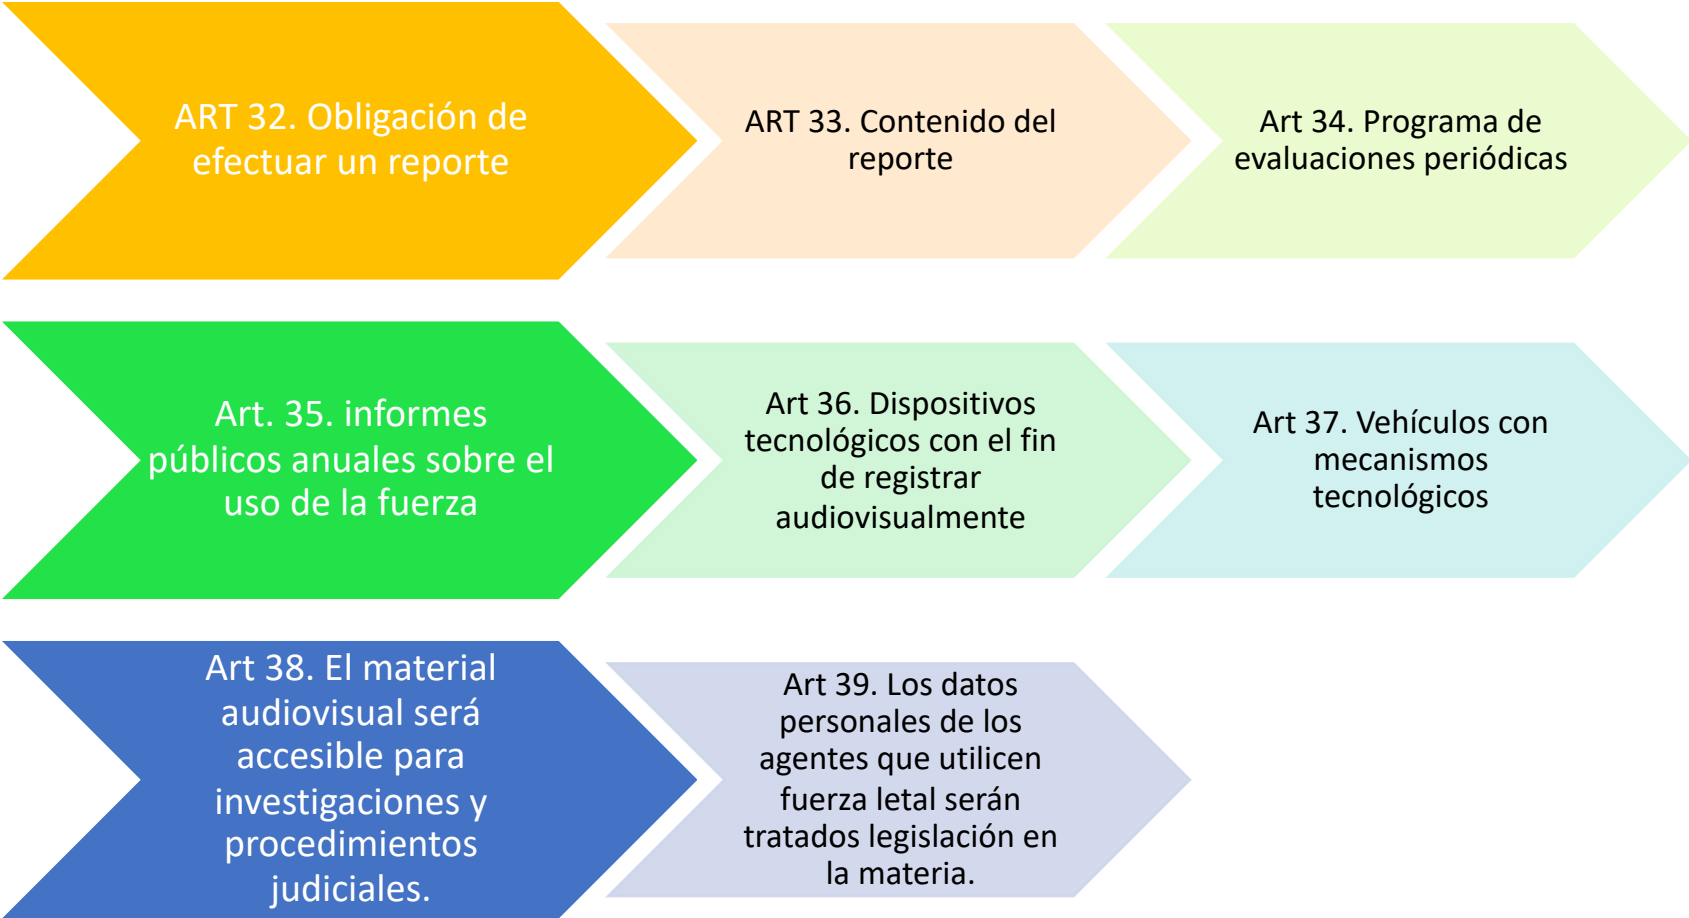 ART 32. Obligación de
efectuar un reporte
ART 33. Contenido del
reporte
Art 34. Programa de
evaluaciones periódicas
Art. 35. informes
públicos anuales sobre el
uso de la fuerza
Art 36. Dispositivos
tecnológicos con el fin
de registrar
audiovisualmente
Art 37. Vehículos con
mecanismos
tecnológicos
Art 38. El material
audiovisual será
accesible para
investigaciones y
procedimientos
judiciales.
Art 39. Los datos
personales de los
agentes que utilicen
fuerza letal serán
tratados legislación en
la materia.